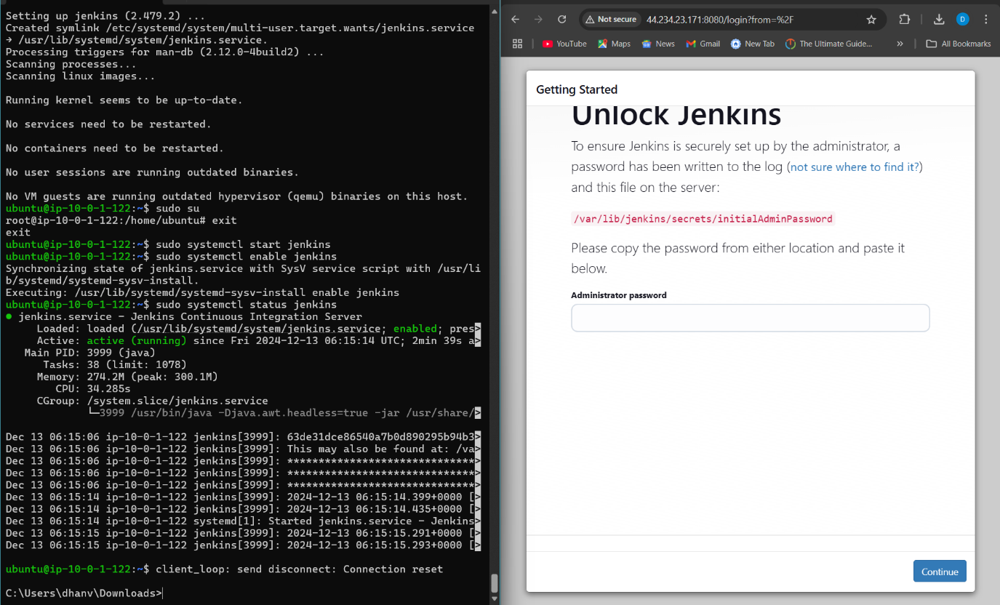 Setting up jenkins (2.479.2) ...
Created symlink /etc/systemd/system/multi-user.target.wants/jenkins.service
→ /usr/lib/systemd/system/jenkins.service.
Processing triggers for man-db (2.12.0-4build2) ...
Scanning processes...
Scanning linux images...
Running kernel seems to be up-to-date.
No services need to be restarted.
No containers need to be restarted.
No user sessions are running outdated binaries.
No VM guests are running outdated hypervisor (qemu) binaries on this host.
ubuntu@ip-10-0-1-122:~$ sudo su
root@ip-10-0-1-122:/home/ubuntu# exit
exit
ubuntu@ip-10-0-1-122:~$ sudo systemctl start jenkins
ubuntu@ip-10-0-1-122:~$ sudo systemctl enable jenkins
Synchronizing state of jenkins.service with SysV service script with /usr/li
b/systemd/systemd-sysv-install.
Executing: /usr/lib/systemd/systemd-sysv-install enable jenkins
ubuntu@ip-10-0-1-122:~$ sudo systemctl status jenkins
● jenkins.service - Jenkins Continuous Integration Server
Loaded: loaded (/usr/lib/systemd/system/jenkins.service; enabled; pres>
Active: active (running) since Fri 2024-12-13 06:15:14 UTC; 2min 39s a>
Main PID: 3999 (java)
Tasks: 38 (limit: 1078)
Memory: 274.2M (peak: 300.1M)
CPU: 34.285s
CGroup: /system.slice/jenkins.service
└─3999 /usr/bin/java -Djava.awt.headless=true -jar /usr/share/>
Dec 13 06:15:06 ip-10-0-1-122 jenkins[3999]: 63de31dce86540a7b0d890295b94b3>
Dec 13 06:15:06 ip-10-0-1-122 jenkins[3999]: This may also be found at: /va>
Dec 13 06:15:06 ip-10-0-1-122 jenkins[3999]: ******************************>
Dec 13 06:15:06 ip-10-0-1-122 jenkins[3999]: ******************************>
Dec 13 06:15:06 ip-10-0-1-122 jenkins[3999]: ******************************>
Dec 13 06:15:14 ip-10-0-1-122 jenkins[3999]: 2024-12-13 06:15:14.399+0000 [>
Dec 13 06:15:14 ip-10-0-1-122 jenkins[3999]: 2024-12-13 06:15:14.435+0000 [>
Dec 13 06:15:14 ip-10-0-1-122 systemd[1]: Started jenkins.service - Jenkins>
Dec 13 06:15:15 ip-10-0-1-122 jenkins[3999]: 2024-12-13 06:15:15.291+0000 [>
Dec 13 06:15:15 ip-10-0-1-122 jenkins[3999]: 2024-12-13 06:15:15.293+0000 [>
ubuntu@ip-10-0-1-122:~$ client_loop: send disconnect: Connection reset
C:\Users\dhanv\Downloads>
Not secure 44.234.23.171:8080/login?from=%2F D
YouTube Maps News Gmail New Tab The Ultimate Guide... » All Bookmarks
Getting Started
Unlock Jenkins
To ensure Jenkins is securely set up by the administrator, a
password has been written to the log (not sure where to find it?)
and this file on the server:
/var/lib/jenkins/secrets/initialAdminPassword
Please copy the password from either location and paste it
below.
Administrator password
Continue